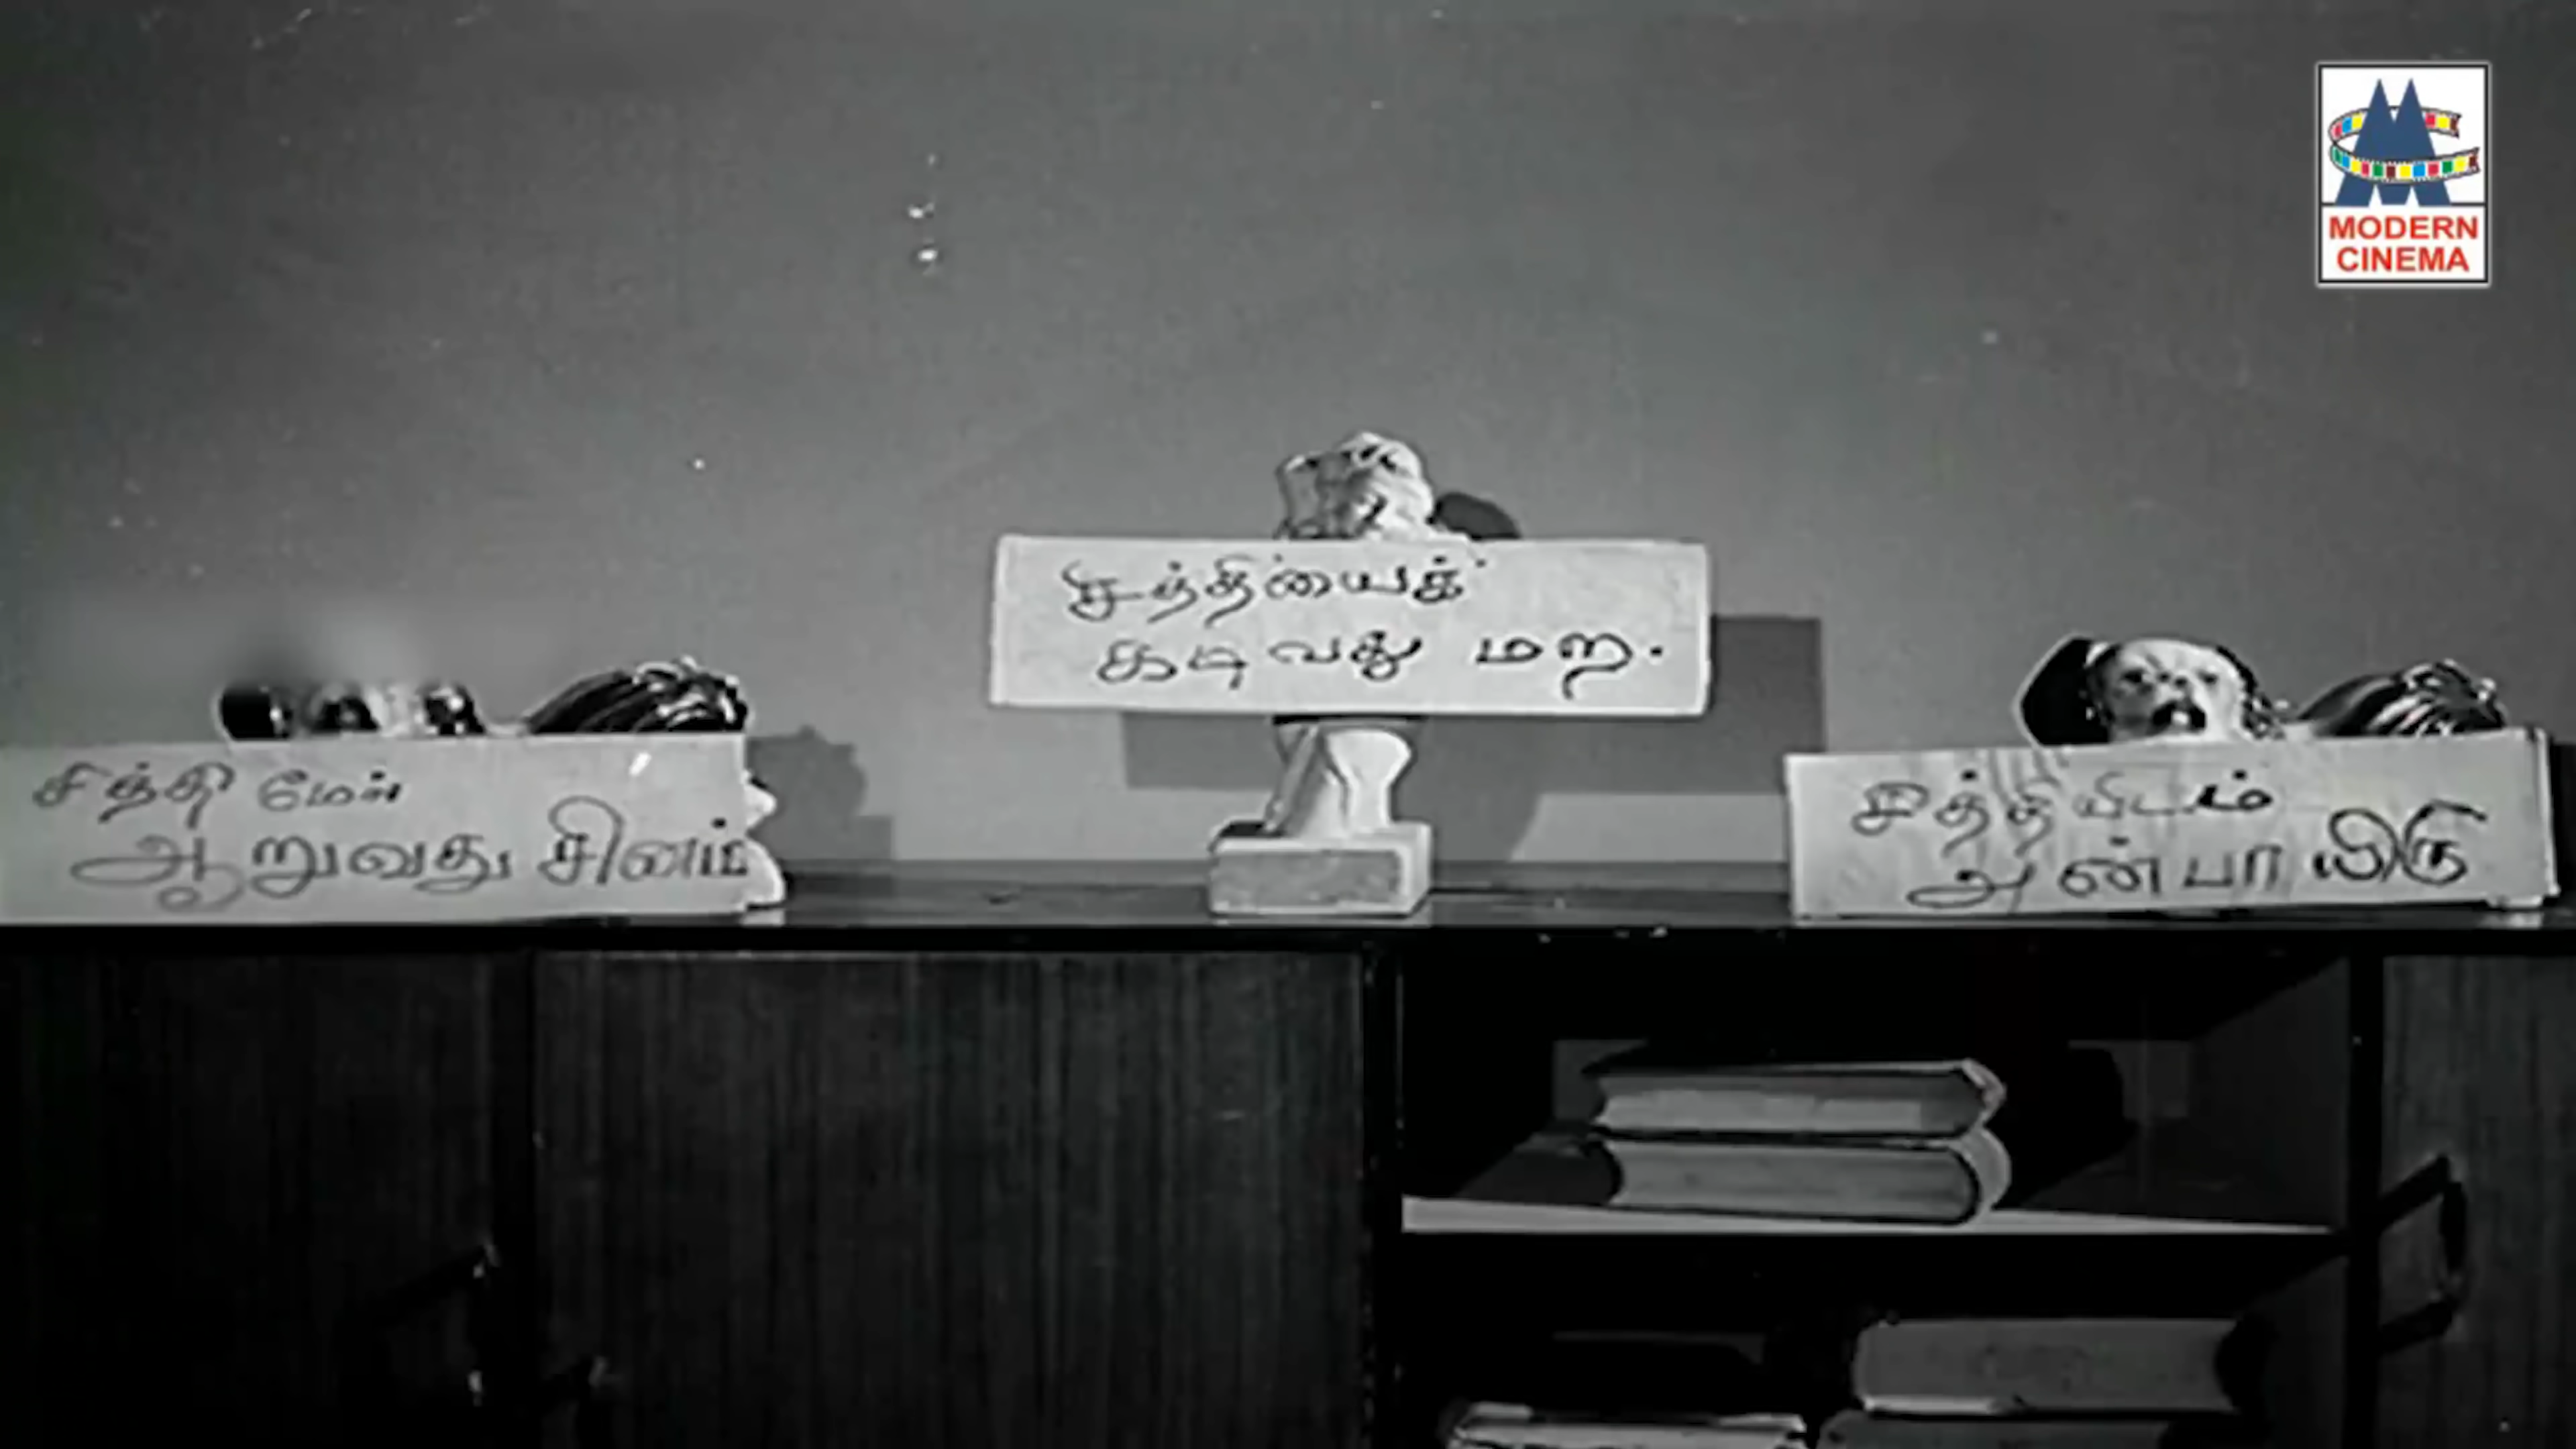 சித்தி மேல்
ஆறுவது சினம்
சித்தியைக்
கடிவது மற.
சித்தியிடம்
அன்பாயிரு
MODERN
CINEMA